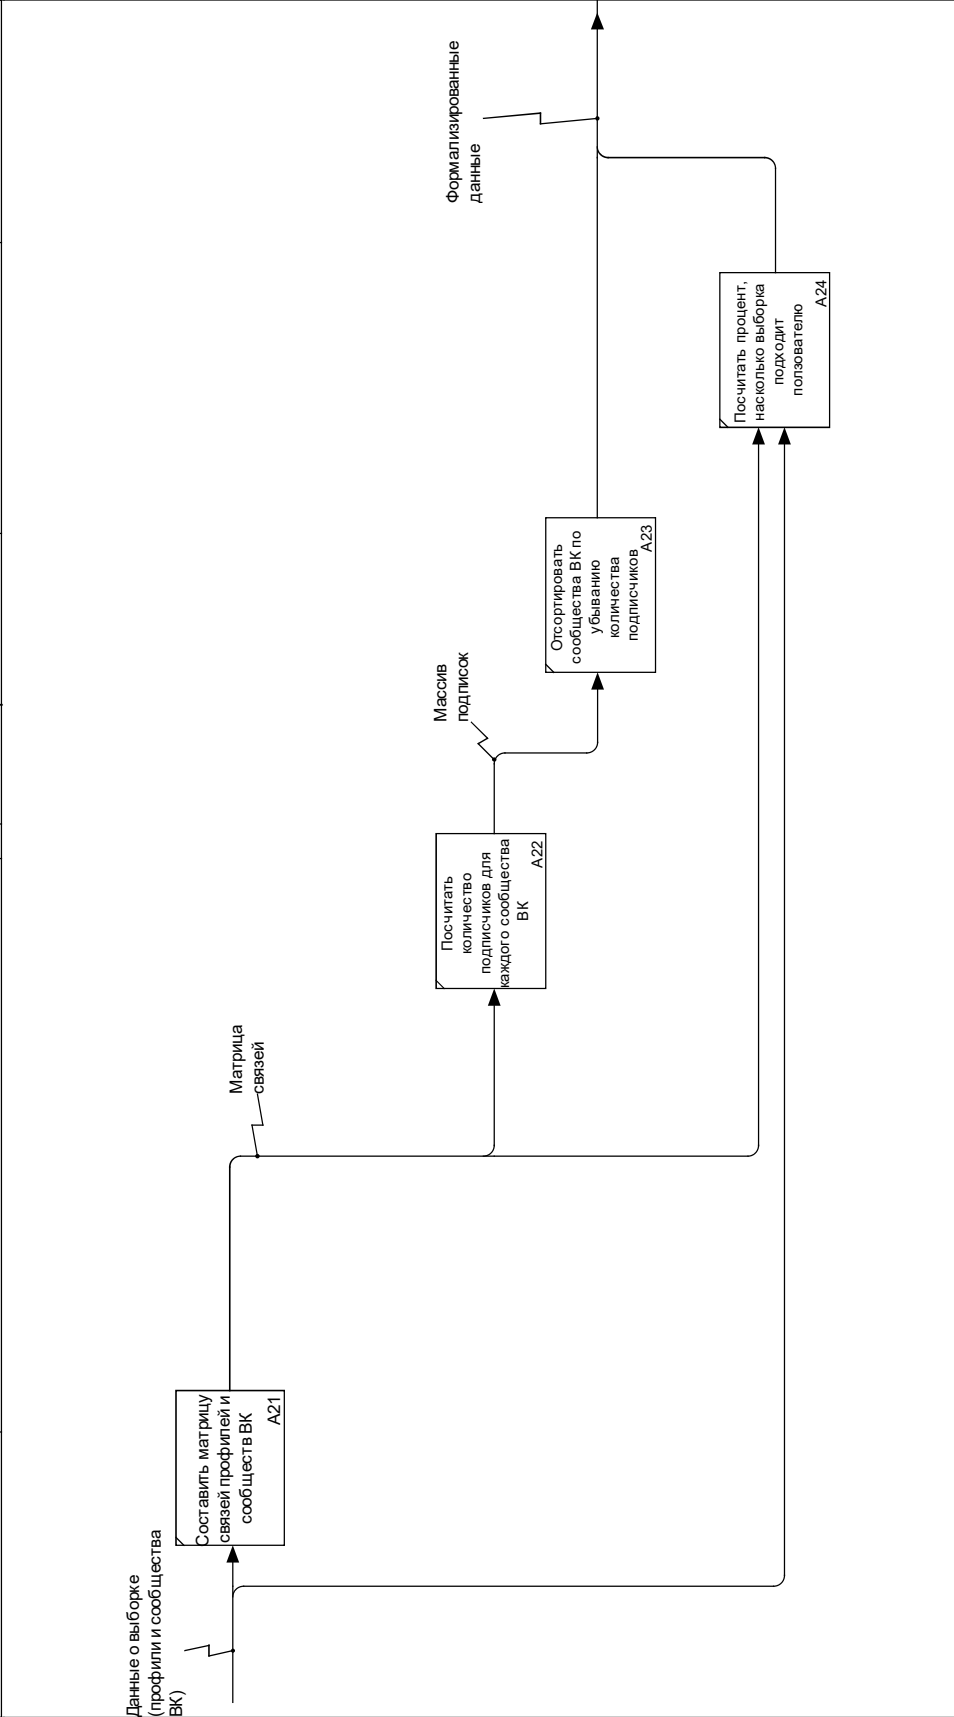 Данные о выборке
(профили и сообщества
ВК)
Составить матрицу
связей профилей и
сообществ ВК
A21
Матрица
связей
Посчитать
количество
подписчиков для
каждого сообщества
ВК
A22
Массив
подписок
Отсортировать
сообщества ВК по
убыванию
количества
подписчиков
A23
Посчитать процент,
насколько выборка
подходит
ползователю
A24
Формализированные
данные